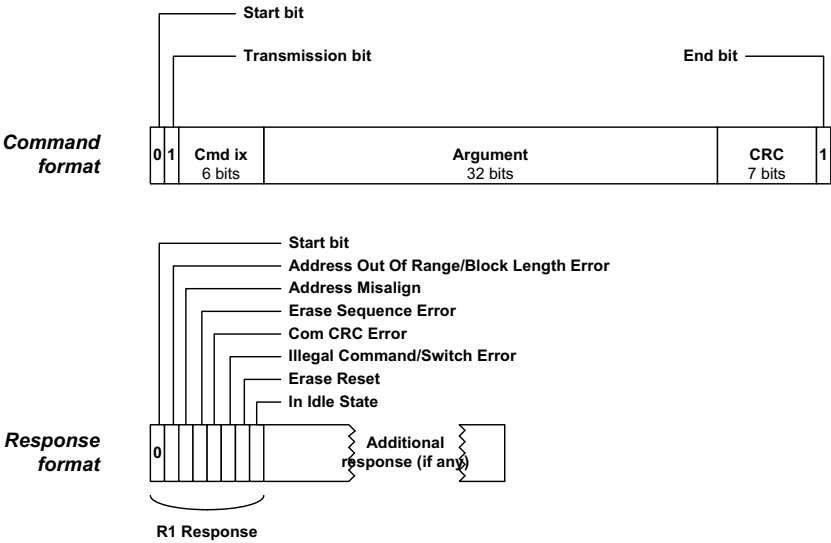 Start bit
Transmission bit
End bit
Command
format
0 1 Cmd ix Argument CRC 1
6 bits 32 bits 7 bits
Start bit
Address Out Of Range/Block Length Error
Address Misalign
Erase Sequence Error
Com CRC Error
Illegal Command/Switch Error
Erase Reset
In Idle State
Response
format
0
Additional
response (if any)
R1 Response